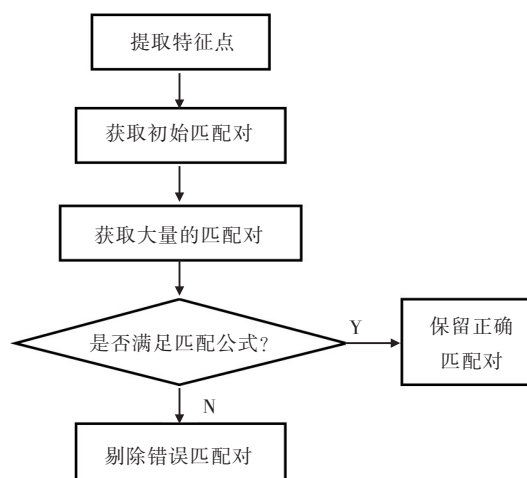 提取特征点
获取初始匹配对
获取大量的匹配对
是否满足匹配公式?
Y
保留正确
匹配对
N
剔除错误匹配对